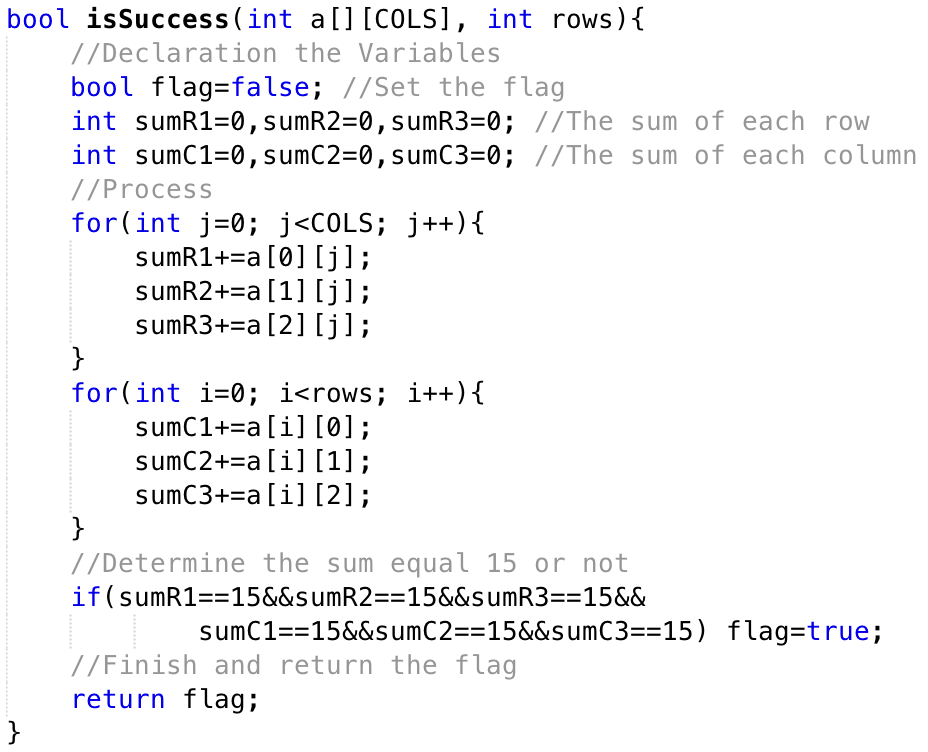 bool isSuccess(int a[][COLS], int rows){
    //Declaration the Variables
    bool flag=false; //Set the flag
    int sumR1=0,sumR2=0,sumR3=0; //The sum of each row
    int sumC1=0,sumC2=0,sumC3=0; //The sum of each column
    //Process
    for(int j=0; j<COLS; j++){
        sumR1+=a[0][j];
        sumR2+=a[1][j];
        sumR3+=a[2][j];
    }
    for(int i=0; i<rows; i++){
        sumC1+=a[i][0];
        sumC2+=a[i][1];
        sumC3+=a[i][2];
    }
    //Determine the sum equal 15 or not
    if(sumR1==15&&sumR2==15&&sumR3==15&&
            sumC1==15&&sumC2==15&&sumC3==15) flag=true;
    //Finish and return the flag
    return flag;
}